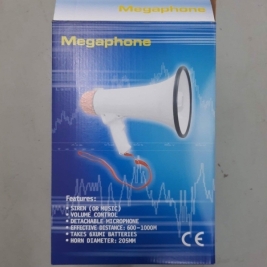 Megaphone
Megaphone
Features:
• SIREN (OR MUSIC)
• VOLUME CONTROL
• DETACHABLE MICROPHONE
• EFFECTIVE DISTANCE: 600-1000M
• TAKES 6XUM1 BATTERIES
• HORN DIAMETER: 205MM
CE